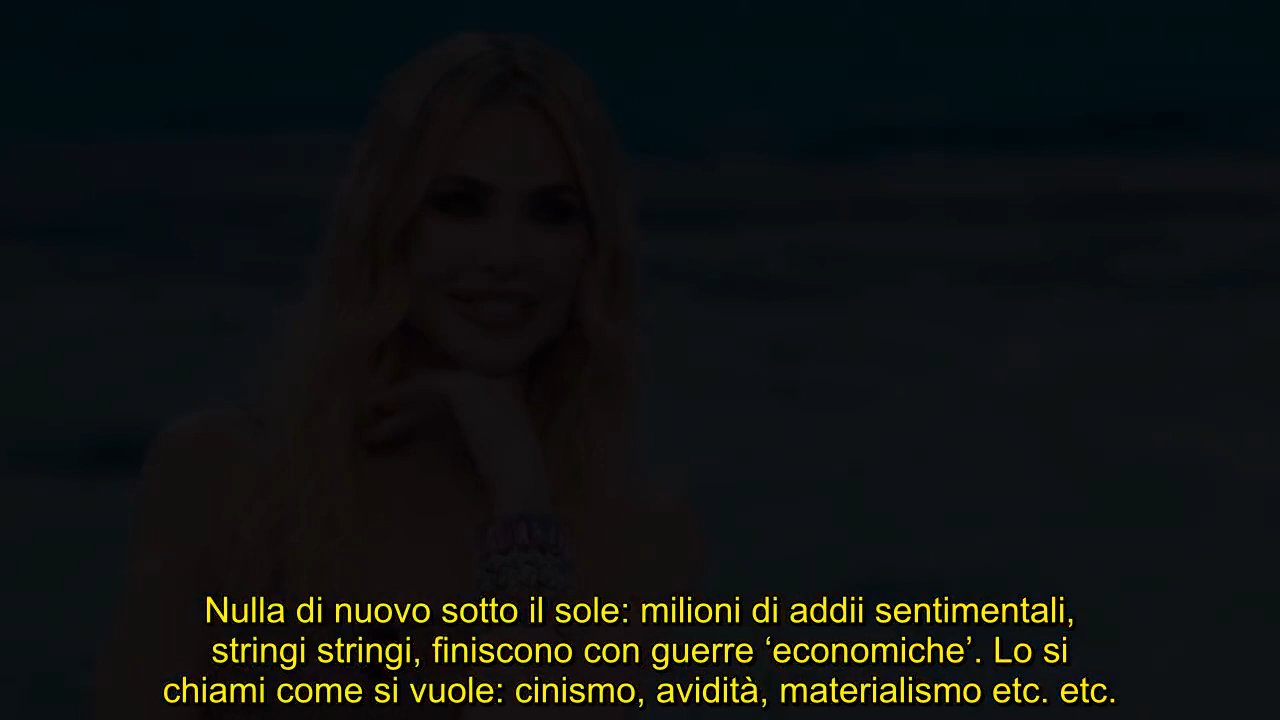 Nulla di nuovo sotto il sole: milioni di addii sentimentali,
stringi stringi, finiscono con guerre ‘economiche’. Lo si
chiami come si vuole: cinismo, avidità, materialismo etc. etc.